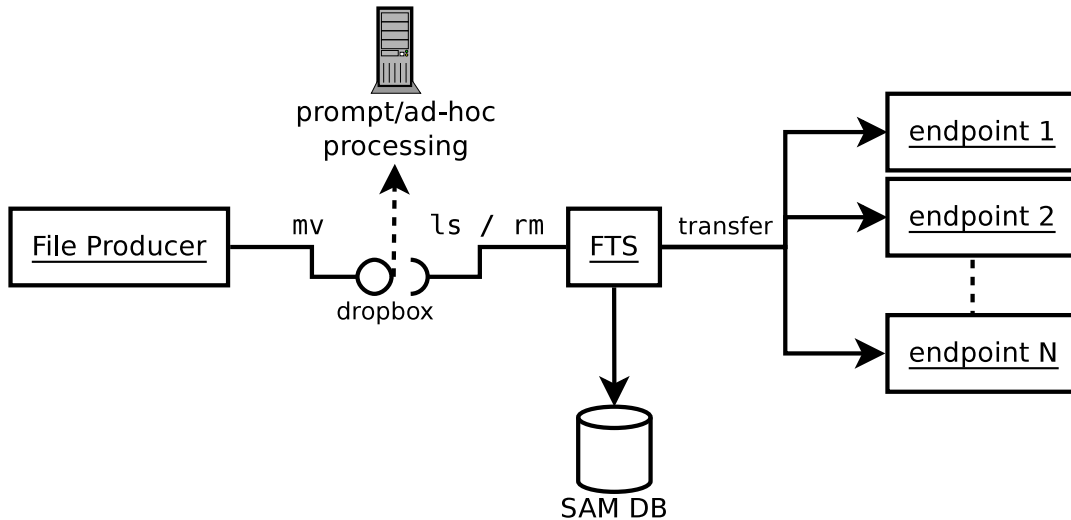 prompt/ad-hoc
processing
File Producer
mv
dropbox
ls / rm
FTS
transfer
endpoint 1
endpoint 2
endpoint N
SAM DB